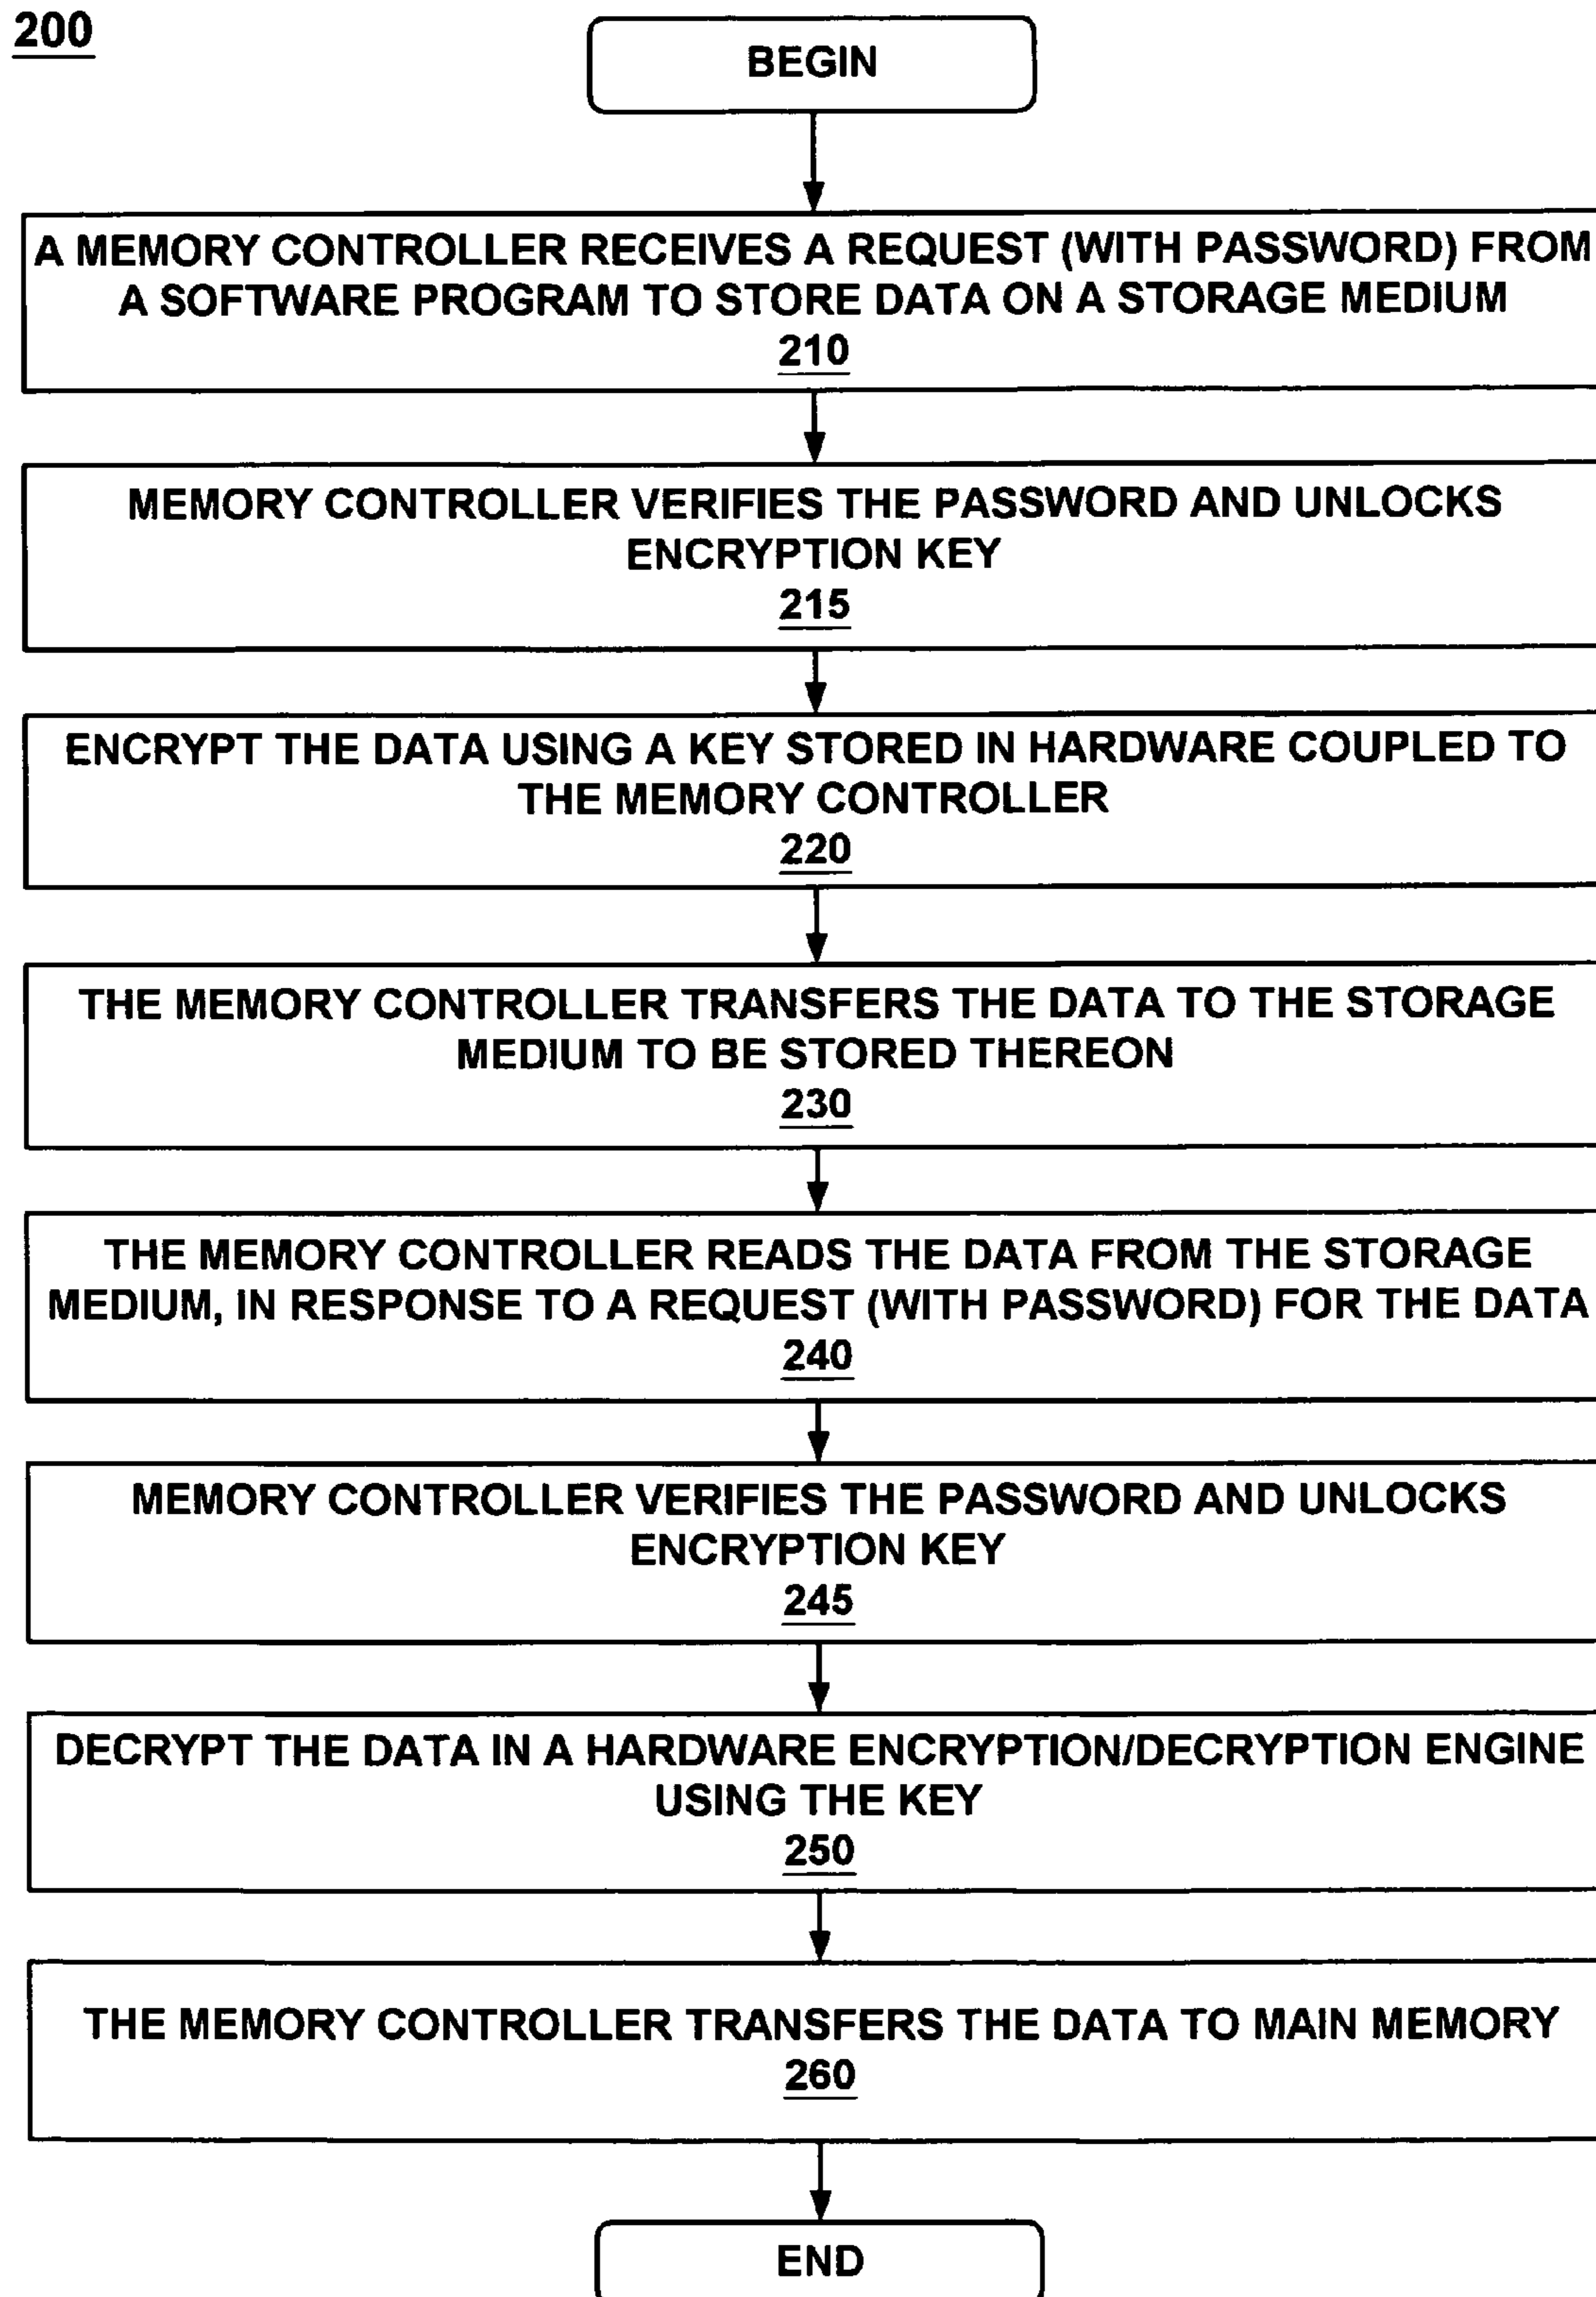 200
BEGIN
A MEMORY CONTROLLER RECEIVES A REQUEST (WITH PASSWORD) FROM
A SOFTWARE PROGRAM TO STORE DATA ON A STORAGE MEDIUM
210
MEMORY CONTROLLER VERIFIES THE PASSWORD AND UNLOCKS
ENCRYPTION KEY
215
ENCRYPT THE DATA USING A KEY STORED IN HARDWARE COUPLED TO
THE MEMORY CONTROLLER
220
THE MEMORY CONTROLLER TRANSFERS THE DATA TO THE STORAGE
MEDIUM TO BE STORED THEREON
230
THE MEMORY CONTROLLER READS THE DATA FROM THE STORAGE
MEDIUM, IN RESPONSE TO A REQUEST (WITH PASSWORD) FOR THE DATA
240
MEMORY CONTROLLER VERIFIES THE PASSWORD AND UNLOCKS
ENCRYPTION KEY
245
DECRYPT THE DATA IN A HARDWARE ENCRYPTION/DECRYPTION ENGINE
USING THE KEY
250
THE MEMORY CONTROLLER TRANSFERS THE DATA TO MAIN MEMORY
260
END